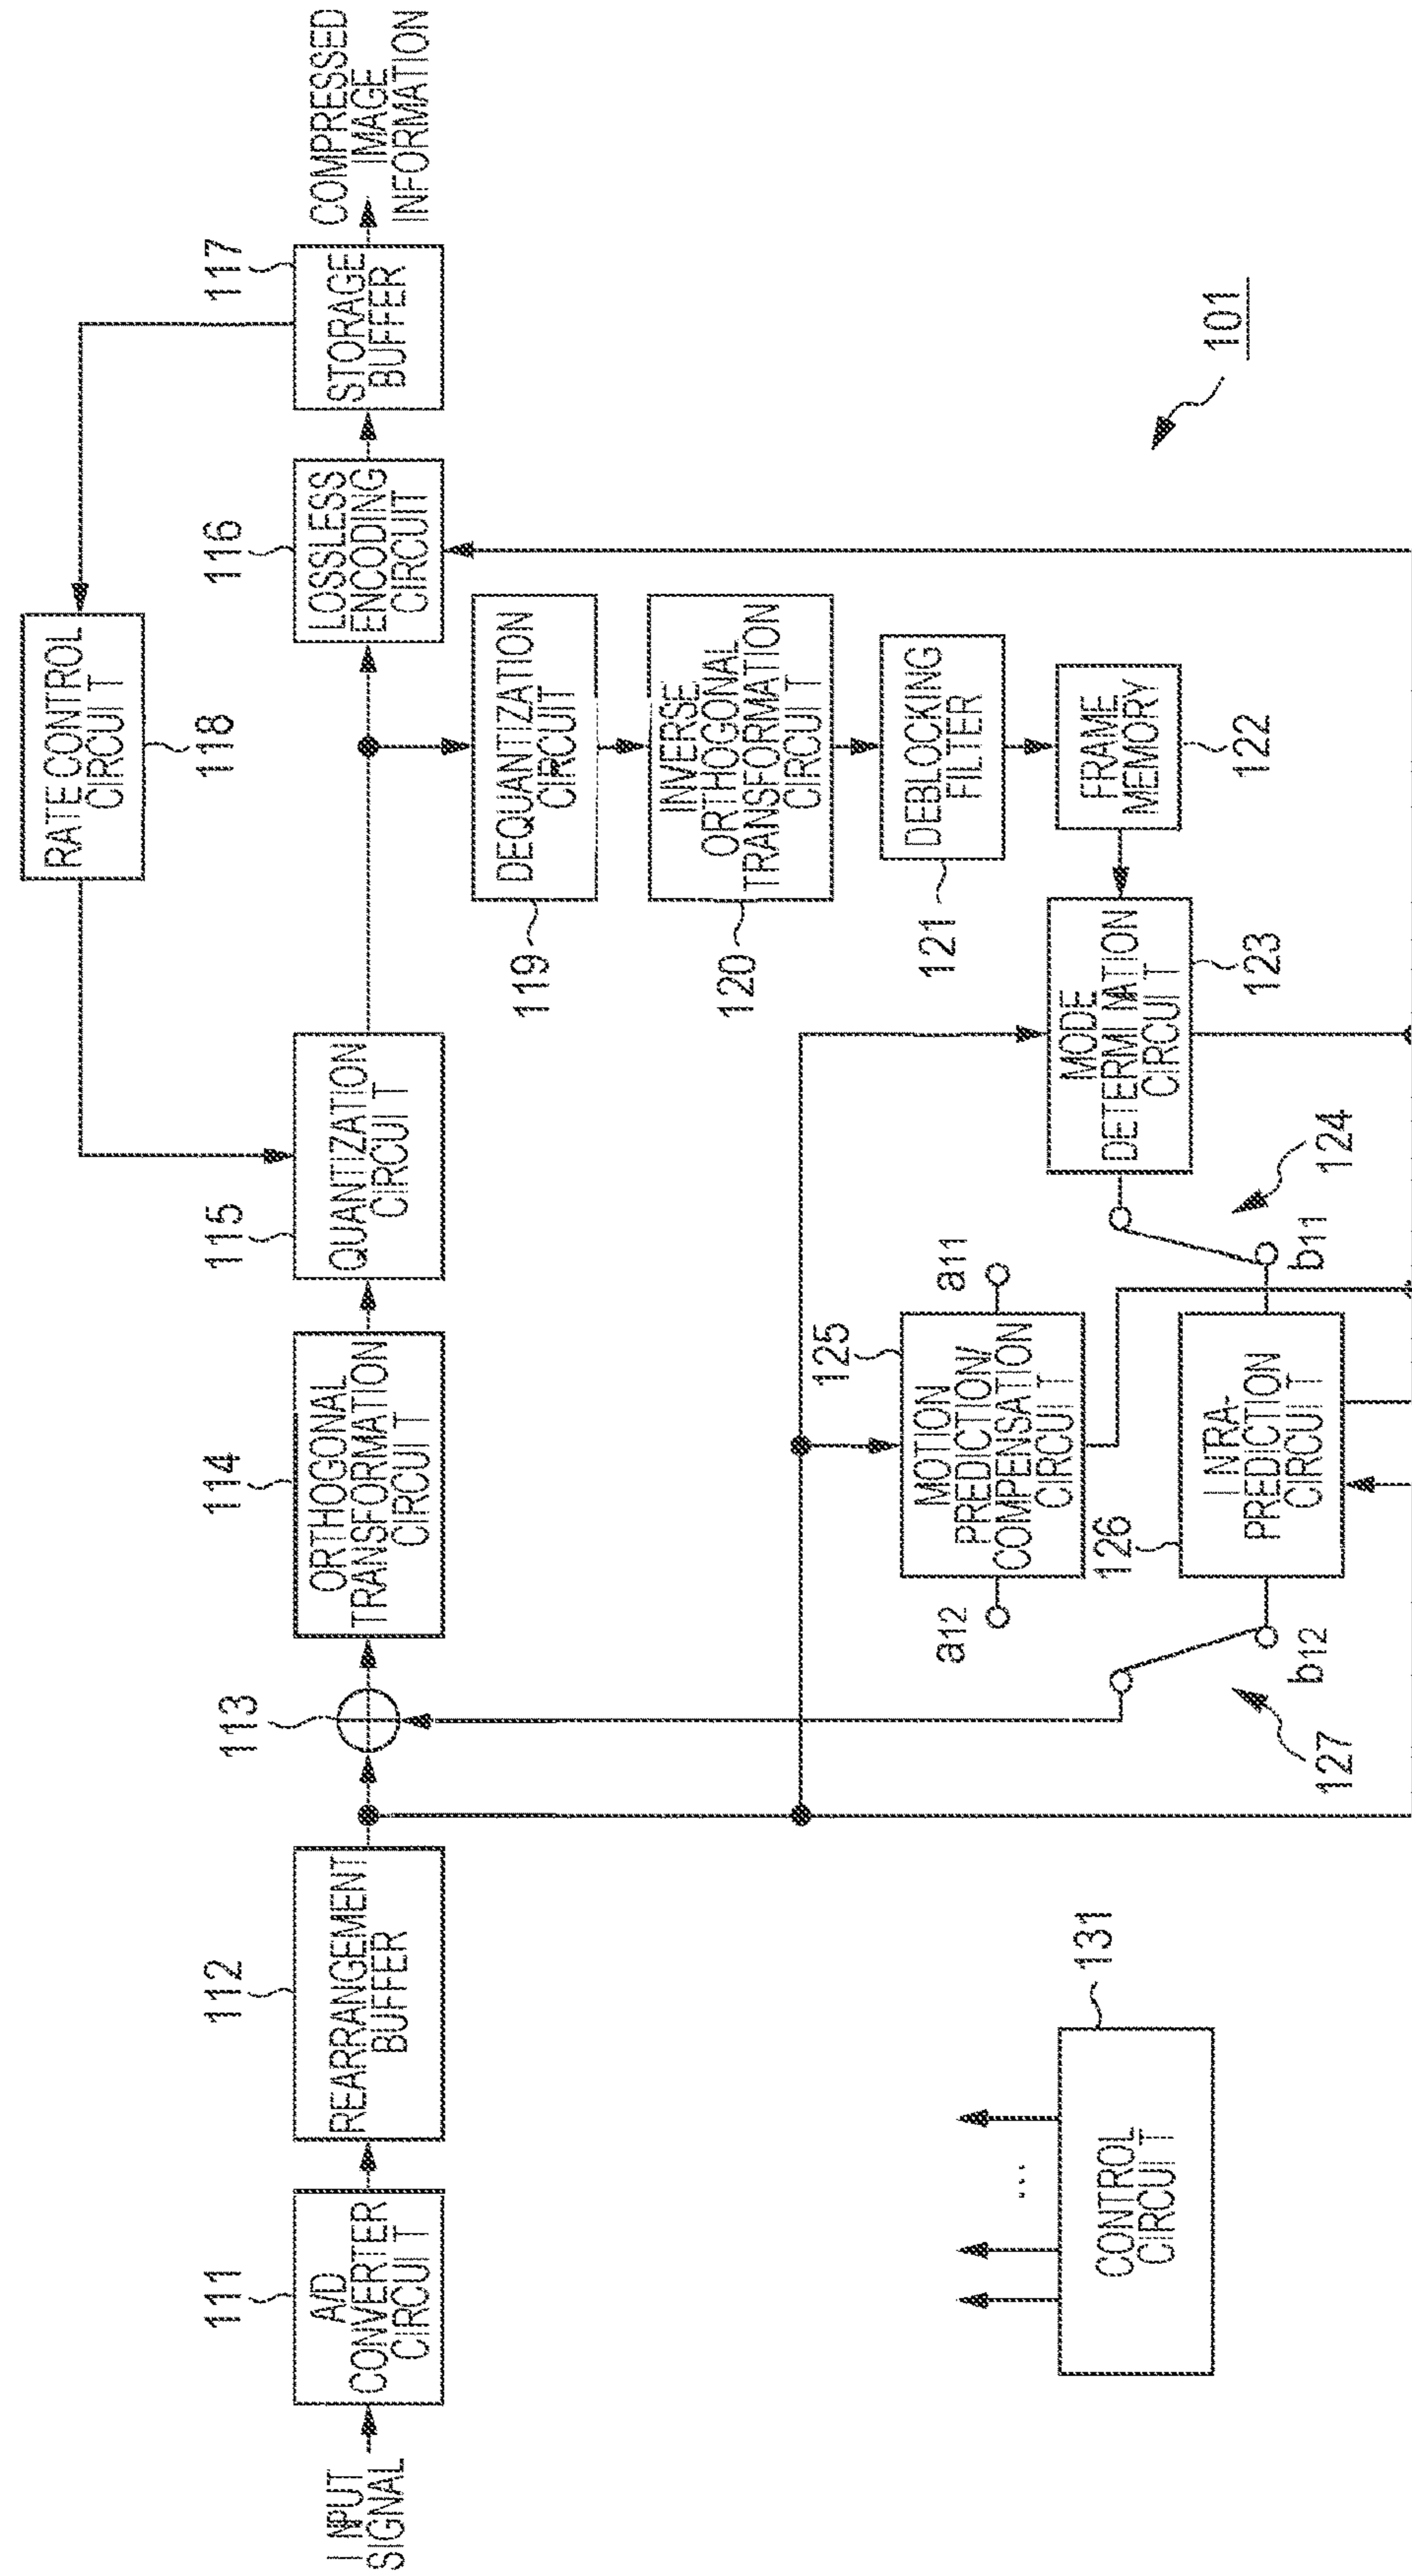 INPUT
SIGNAL
111
A/D
CONVERTER
CIRCUIT
112
REARRANGEMENT
BUFFER
113
114
ORTHOGONAL
TRANSFORMATION
CIRCUIT
115
QUANTIZATION
CIRCUIT
RATE CONTROL
CIRCUIT
118
116
LOSSLESS
ENCODING
CIRCUIT
117
STORAGE
BUFFER
COMPRESSED
IMAGE
INFORMATION
DEQUANTIZATION
CIRCUIT
119
INVERSE
ORTHOGONAL
TRANSFORMATION
CIRCUIT
120
DEBLOCKING
FILTER
121
FRAME
MEMORY
122
MODE
DETERMINATION
CIRCUIT
123
124
a11
b11
125
MOTION
PREDICTION/
COMPENSATION
CIRCUIT
126
INTRA-
PREDICTION
CIRCUIT
a12
b12
127
131
...
CONTROL
CIRCUIT
101